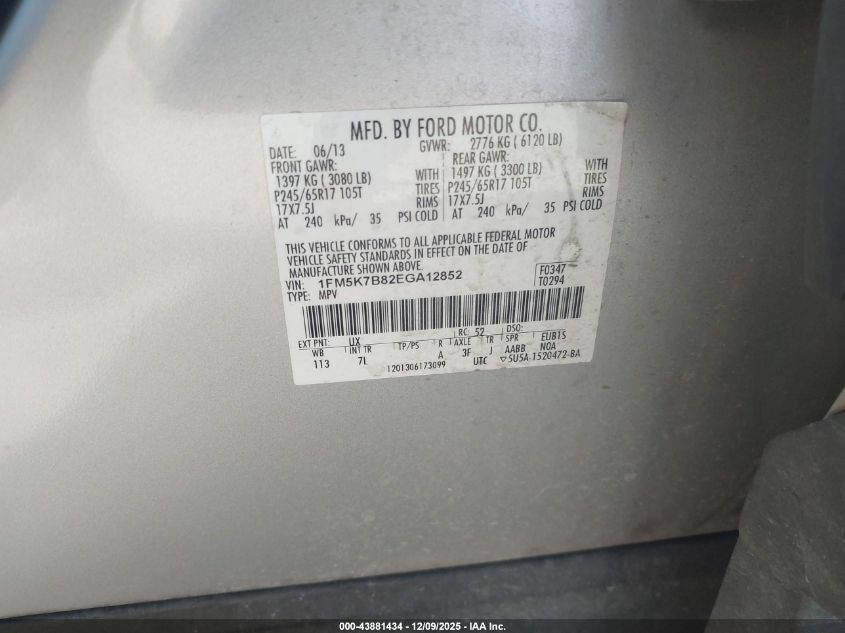 MFD. BY FORD MOTOR CO.
DATE: 06/13 GVWR: 2776 KG ( 6120 LB)
FRONT GAWR: REAR GAWR:
1397 KG ( 3080 LB) WITH 1497 KG ( 3300 LB) WITH
P245/65R17 105T TIRES P245/65R17 105T TIRES
17X7.5J RIMS 17X7.5J RIMS
AT 240 kPa/ 35 PSI COLD AT 240 kPa/ 35 PSI COLD
THIS VEHICLE CONFORMS TO ALL APPLICABLE FEDERAL MOTOR
VEHICLE SAFETY STANDARDS IN EFFECT ON THE DATE OF
MANUFACTURE SHOWN ABOVE.
VIN: 1FM5K7B82EGA12852 F0347
TYPE: MPV T0294
EXT PNT: UX RC: 52 DSO:
WB INT TR TP/PS R AXLE TR SPR EUB1S
113 7L A 3F J AABB NOA
1201306173099 UTC ▽5U5A-1520472-BA
000-43881434 - 12/09/2025 - IAA Inc.